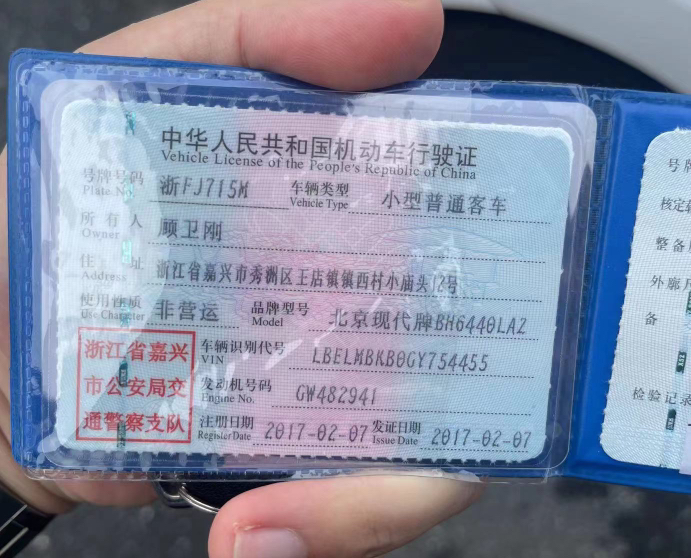 中华人民共和国机动车行驶证
Vehicle License of the People's Republic of China
号牌号码 浙FJ715M 车辆类型 小型普通客车
Plate No. Vehicle Type
所有人 顾卫刚
Owner
住址 浙江省嘉兴市秀洲区王店镇镇西村小庙头12号
Address
使用性质 非营运 品牌型号 北京现代牌BH6440LAZ
Use Character Model
浙江省嘉兴
市公安局交
通警察支队
车辆识别代号 LBELMBKB0GY754455
VIN
发动机号码 GW482941
Engine No.
注册日期 2017-02-07 发证日期 2017-02-07
Register Date Issue Date
号牌
核定载
整备
外廓
备
检验记录